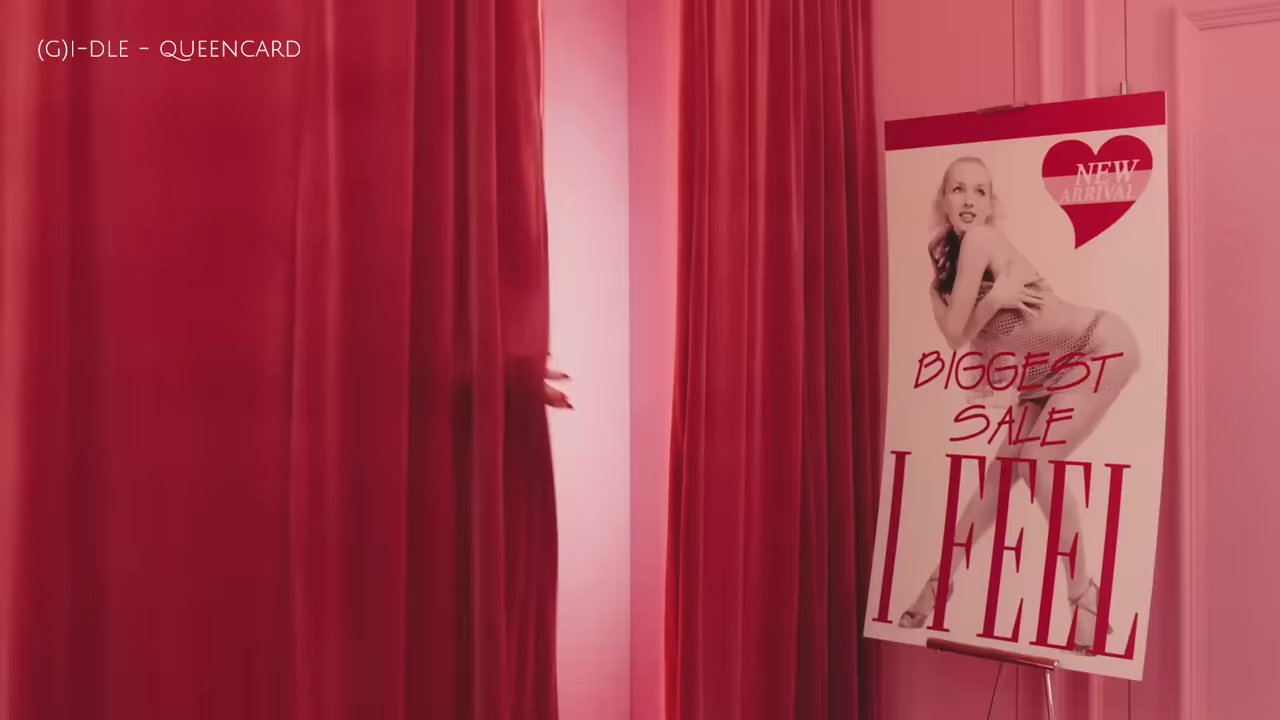 (G)I-DLE - QUEENCARD
NEW
ARRIVAL
BIGGEST
SALE
I FEEL